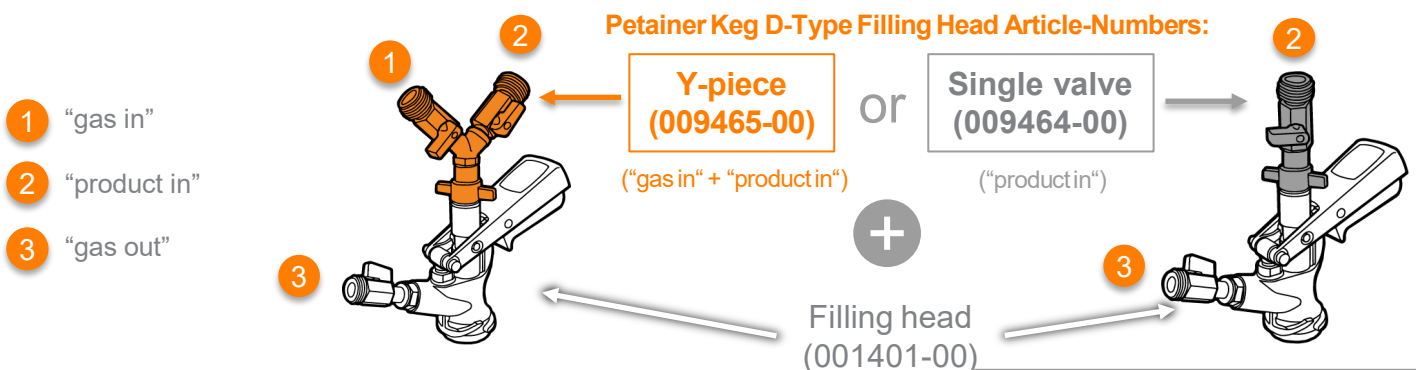 Petainer Keg D-Type Filling Head Article-Numbers:
1 “gas in”
2 “product in”
3 “gas out”
1
2
3
Y-piece
(009465-00)
(“gas in“ + “product in“)
or
Single valve
(009464-00)
(“product in“)
+
Filling head
(001401-00)
2
3